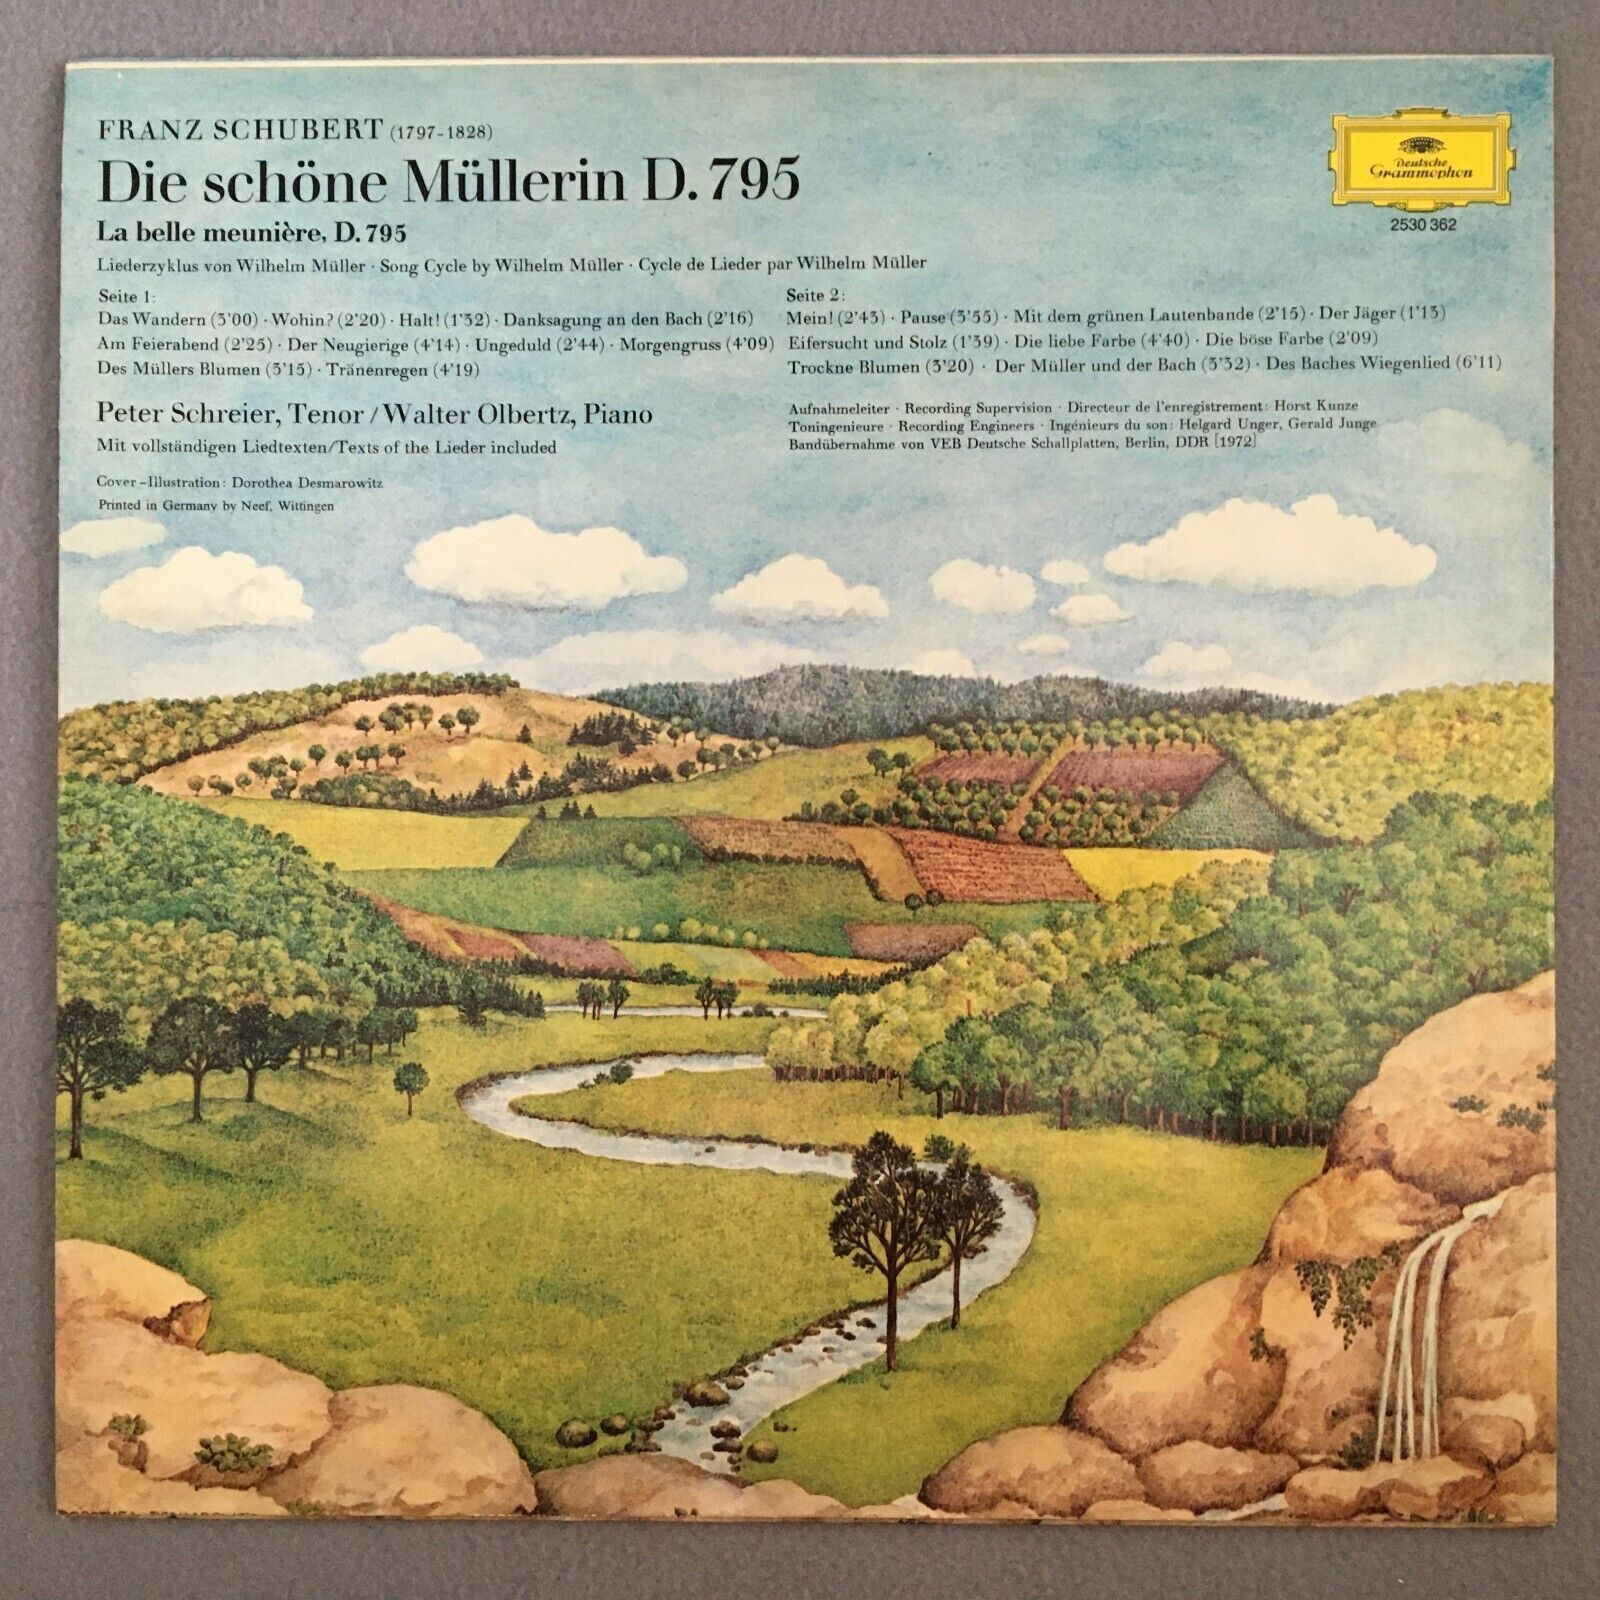 FRANZ SCHUBERT (1797-1828)
Die schöne Müllerin D. 795
La belle meunière, D. 795
Liederzyklus von Wilhelm Müller · Song Cycle by Wilhelm Müller · Cycle de Lieder par Wilhelm Müller
Deutsche
Grammophon
2530 362
Seite 1:
Das Wandern (3'00) · Wohin? (2'20) · Halt! (1'32) · Danksagung an den Bach (2'16)
Am Feierabend (2'25) · Der Neugierige (4'14) · Ungeduld (2'44) · Morgengruss (4'09)
Des Müllers Blumen (3'15) · Tränenregen (4'19)
Seite 2:
Mein! (2'43) · Pause (3'55) · Mit dem grünen Lautenbande (2'15) · Der Jäger (1'13)
Eifersucht und Stolz (1'39) · Die liebe Farbe (4'40) · Die böse Farbe (2'09)
Trockne Blumen (3'20) · Der Müller und der Bach (3'32) · Des Baches Wiegenlied (6'11)
Peter Schreier, Tenor / Walter Olbertz, Piano
Mit vollständigen Liedtexten/Texts of the Lieder included
Cover-Illustration: Dorothea Desmarowitz
Printed in Germany by Neef, Wittingen
Aufnahmeleiter · Recording Supervision · Directeur de l'enregistrement: Horst Kunze
Toningenieure · Recording Engineers · Ingénieurs du son: Helgard Unger, Gerald Junge
Bandübernahme von VEB Deutsche Schallplatten, Berlin, DDR [1972]